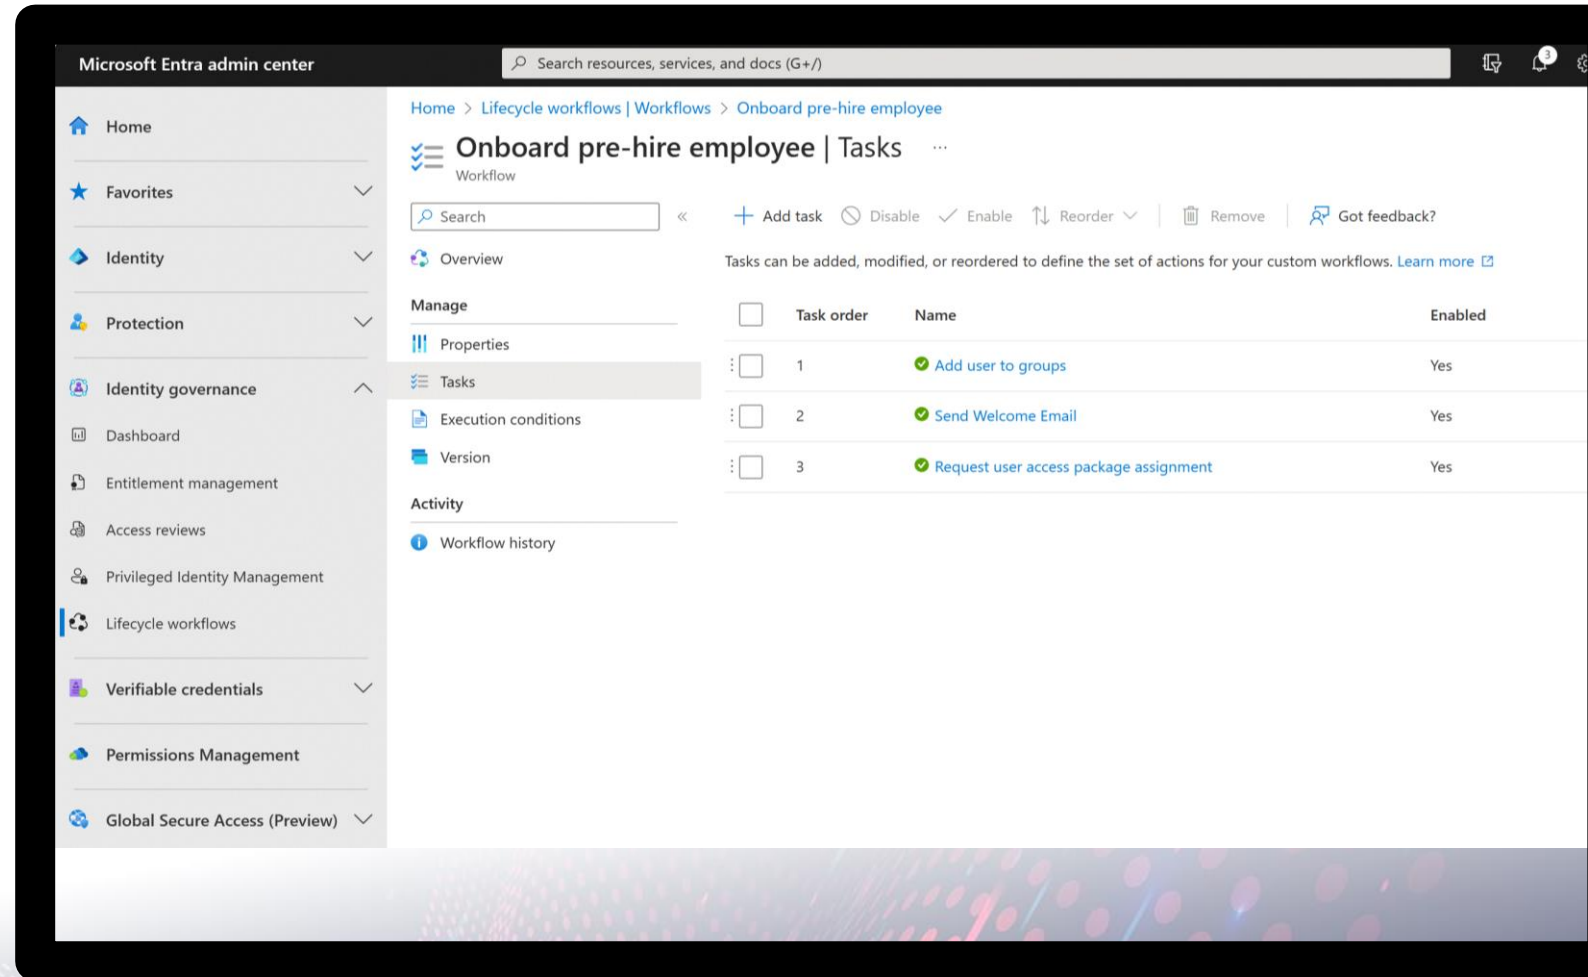 Microsoft Entra admin center
Search resources, services, and docs (G+/)
3
Home
Favorites
Identity
Protection
Identity governance
Dashboard
Entitlement management
Access reviews
Privileged Identity Management
Lifecycle workflows
Verifiable credentials
Permissions Management
Global Secure Access (Preview)
Home > Lifecycle workflows | Workflows > Onboard pre-hire employee
Onboard pre-hire employee | Tasks ...
Workflow
Search «
Overview
Manage
Properties
Tasks
Execution conditions
Version
Activity
Workflow history
Add task Disable Enable Reorder Remove Got feedback?
Tasks can be added, modified, or reordered to define the set of actions for your custom workflows. Learn more
Task order Name Enabled
1 Add user to groups Yes
2 Send Welcome Email Yes
3 Request user access package assignment Yes